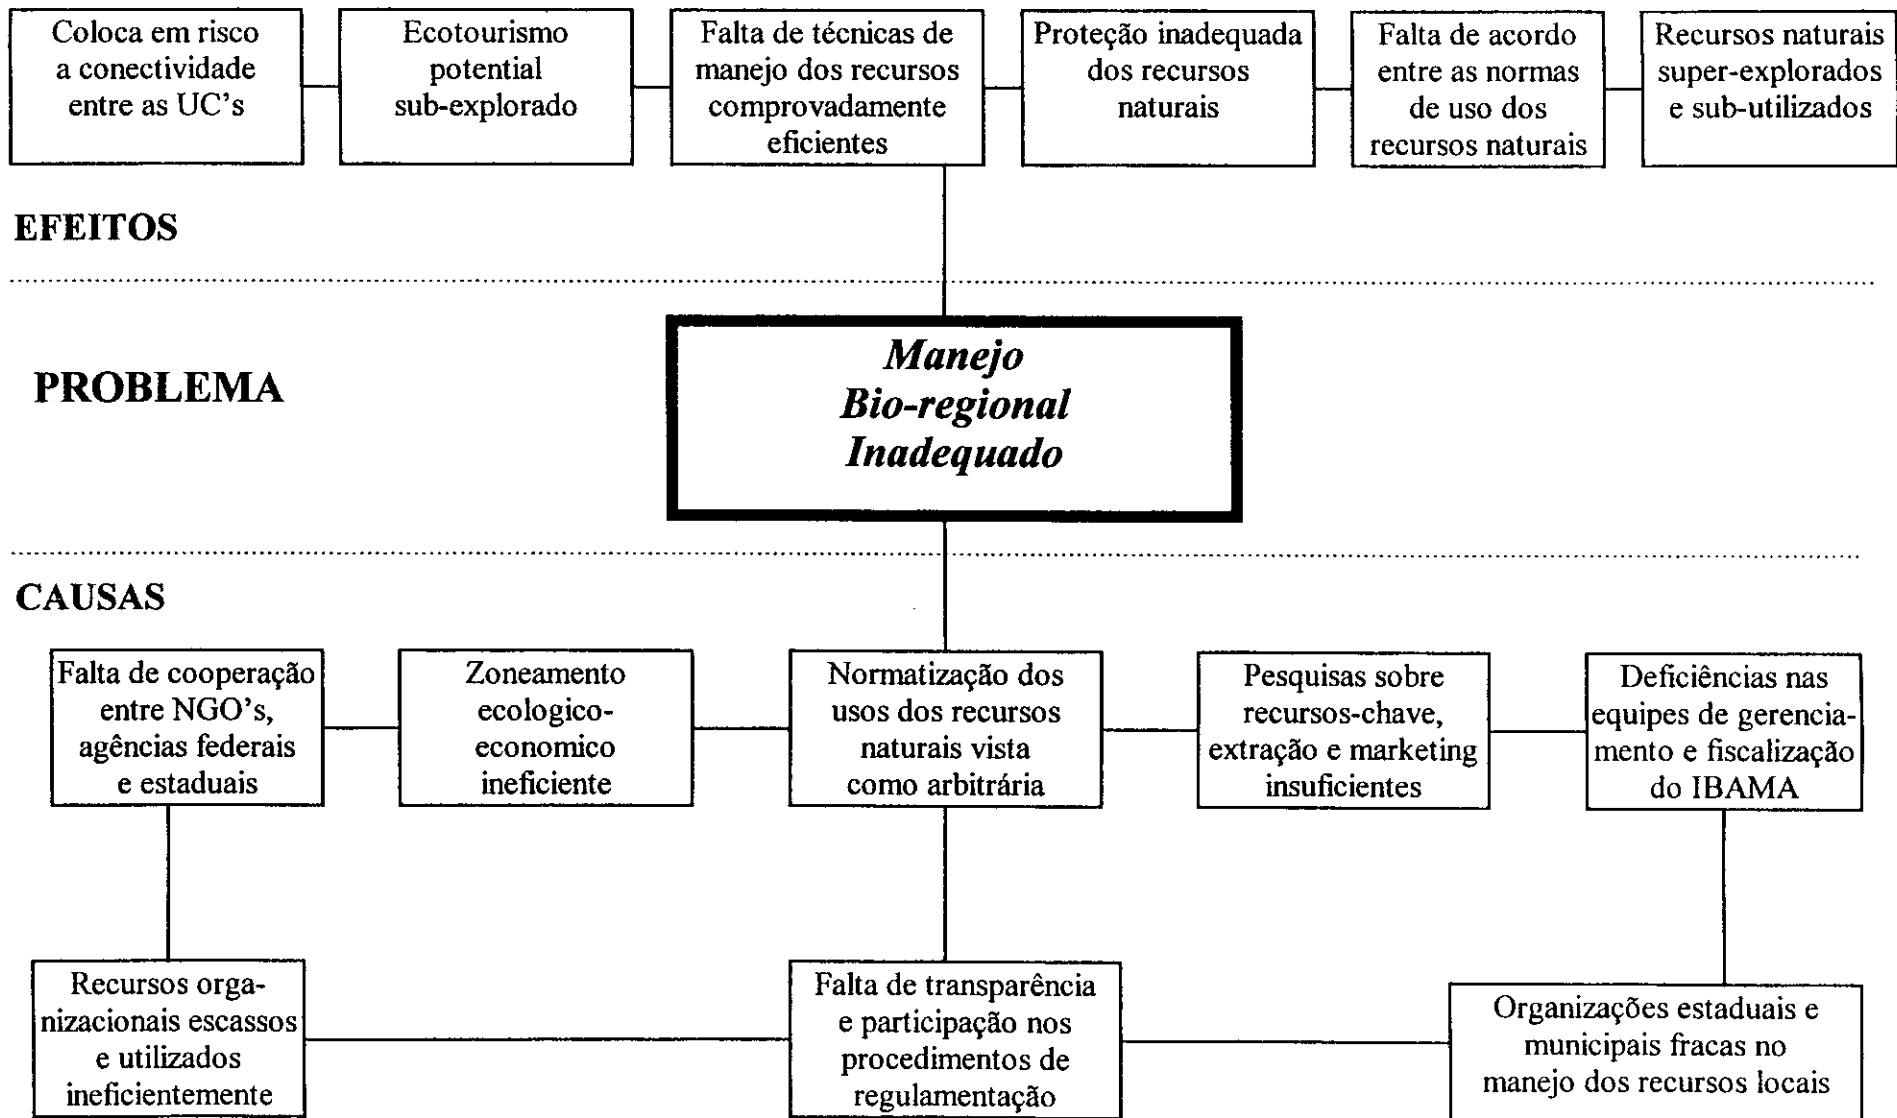 Coloca em risco
a conectividade
entre as UC's
Ecotourismo
potential
sub-explorado
Falta de técnicas de
manejo dos recursos
comprovadamente
eficientes
Proteção inadequada
dos recursos
naturais
Falta de acordo
entre as normas
de uso dos
recursos naturais
Recursos naturais
super-explorados
e sub-utilizados
EFEITOS
PROBLEMA
Manejo
Bio-regional
Inadequado
CAUSAS
Falta de cooperação
entre NGO's,
agências federais
e estaduais
Zoneamento
ecologico-
economico
ineficiente
Normatização dos
usos dos recursos
naturais vista
como arbitrária
Pesquisas sobre
recursos-chave,
extração e marketing
insuficientes
Deficiências nas
equipes de gerencia-
mento e fiscalização
do IBAMA
Recursos orga-
nizacionais escassos
e utilizados
ineficientemente
Falta de transparência
e participação nos
procedimentos de
regulamentação
Organizações estaduais e
municipais fracas no
manejo dos recursos locais